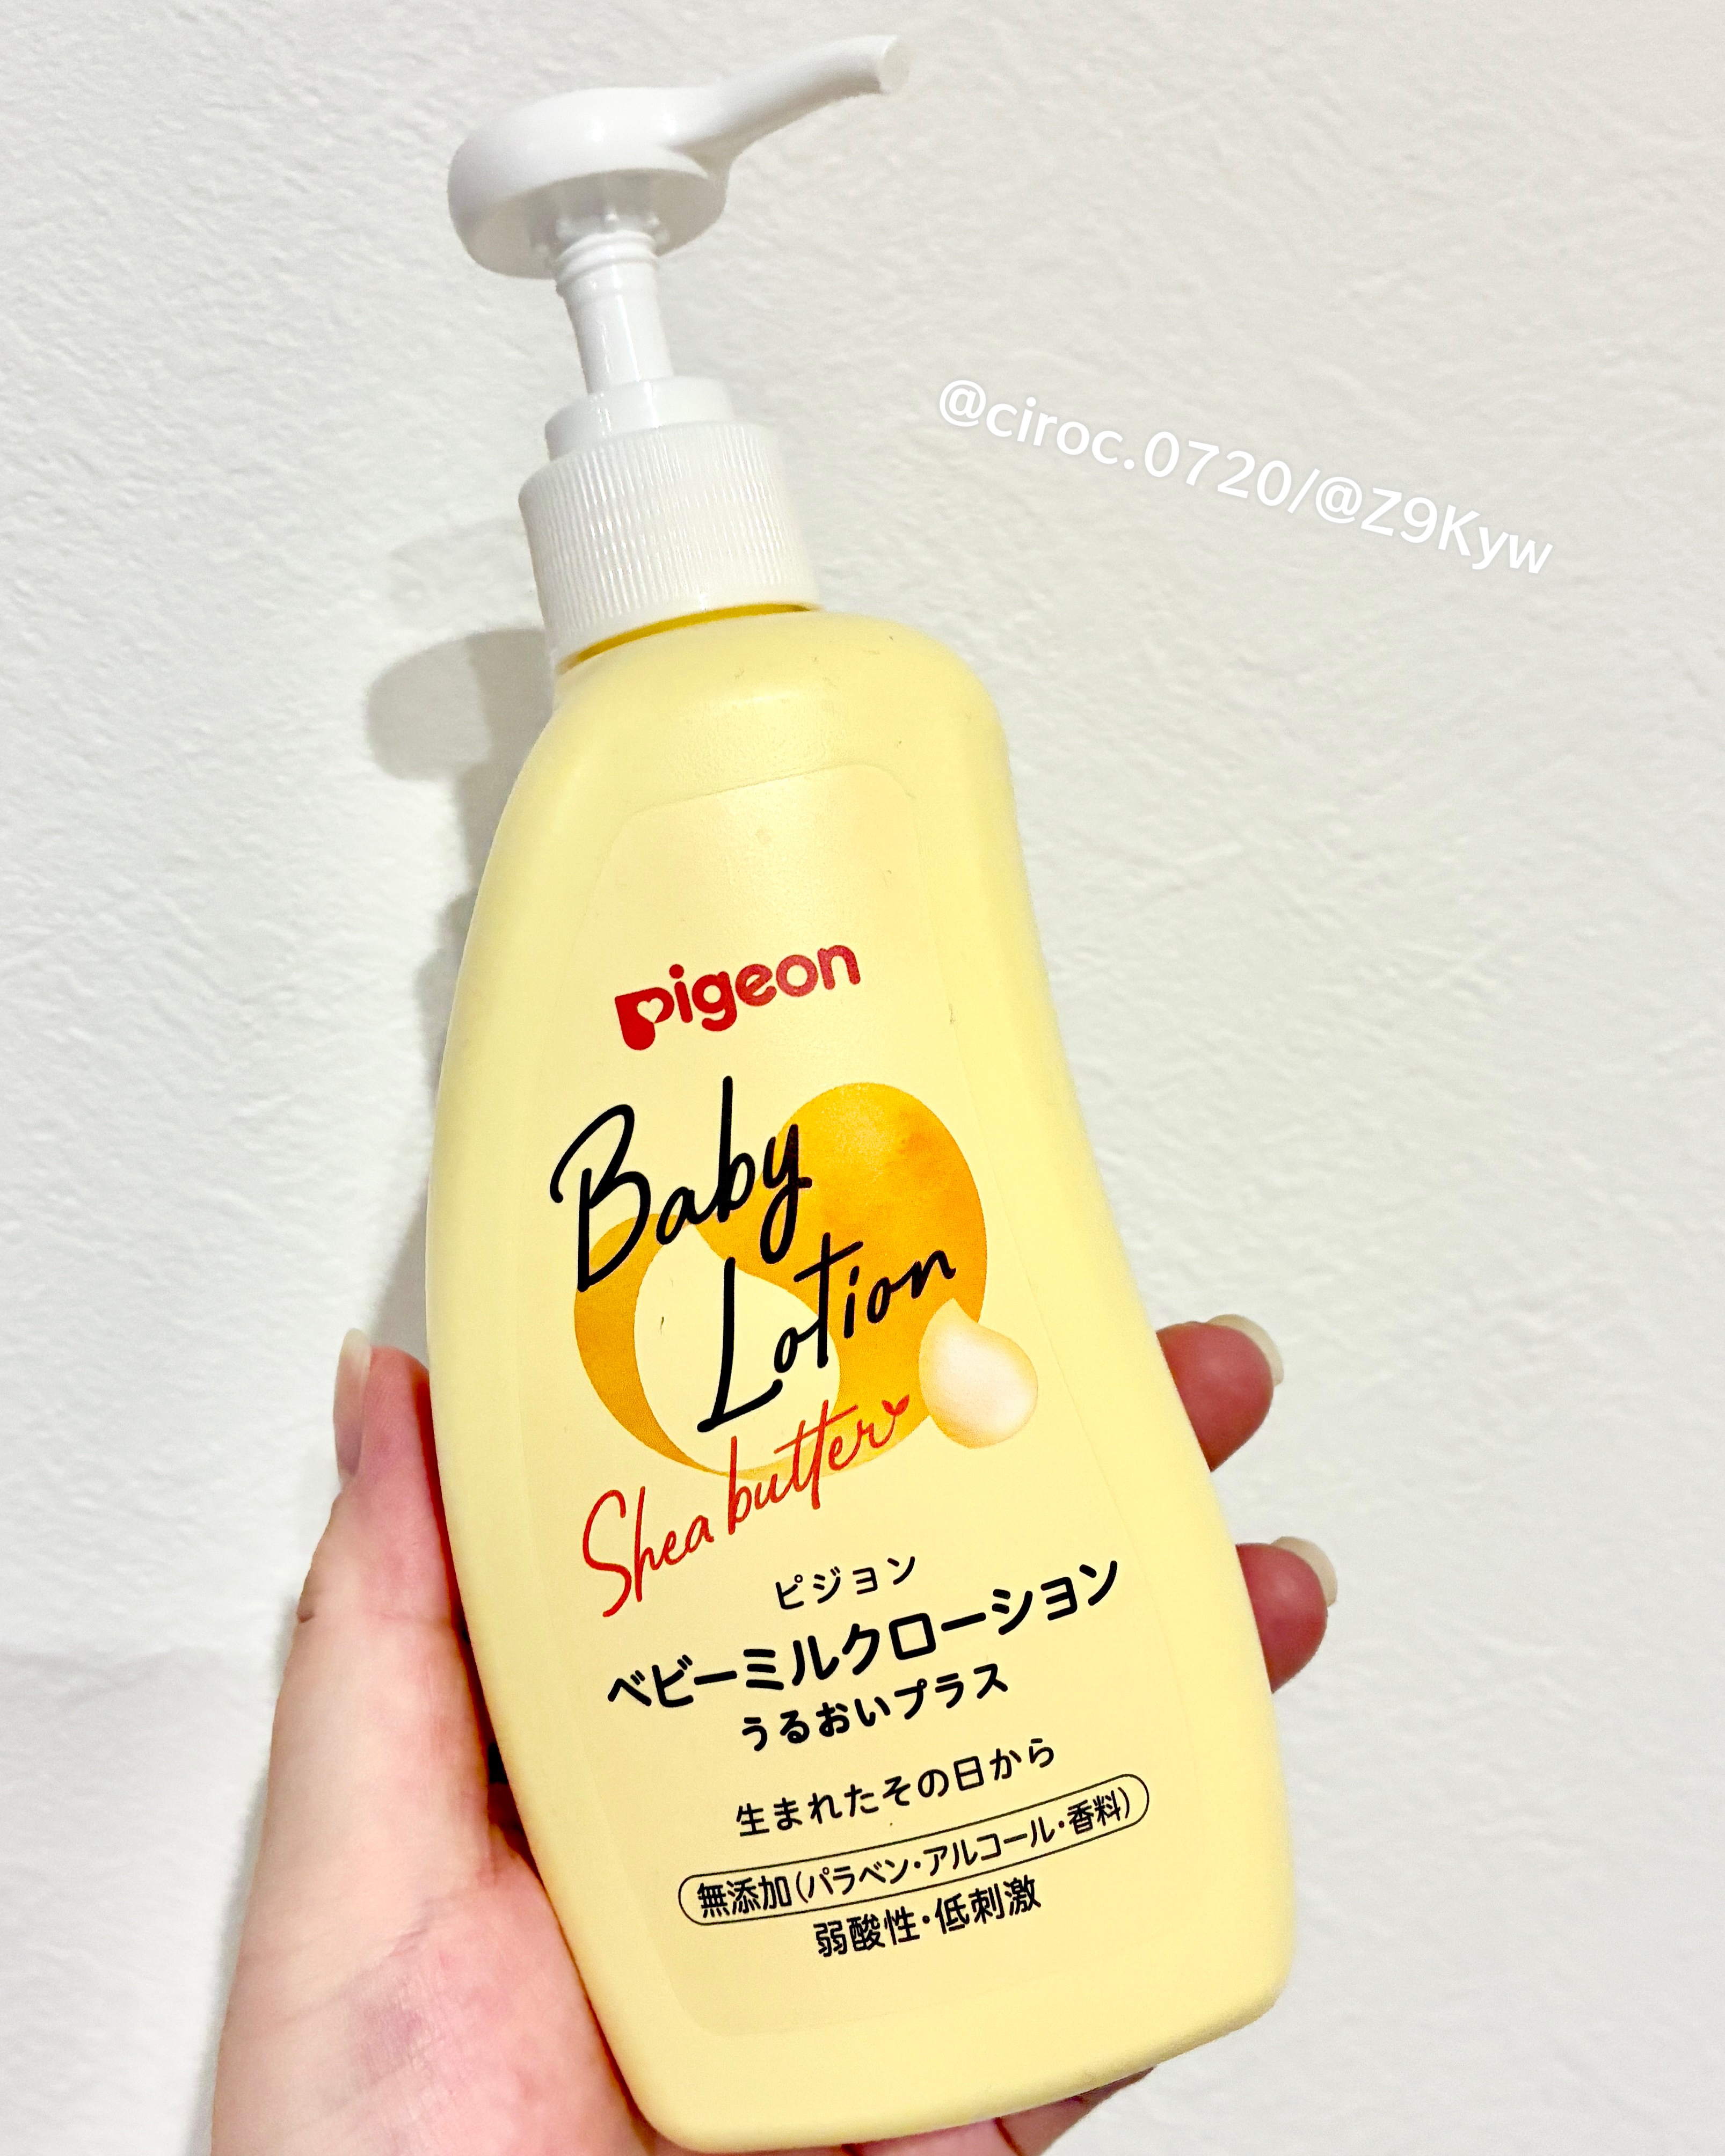 @ciroc.0720/@Z9Kyw
pigeon
Baby
Lotion
Shea butter
ピジョン
ベビーミルクローション
うるおいプラス
生まれたその日から
無添加(パラベン・アルコール・香料)
弱酸性・低刺激